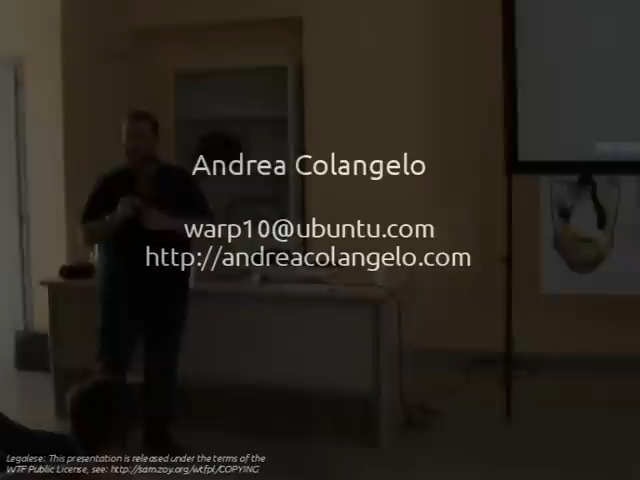 Andrea Colangelo
warp10@ubuntu.com
http://andreacolangelo.com
Legalese: This presentation is released under the terms of the
WTF Public License, see: http://sam.zoy.org/wtfpl/COPYING